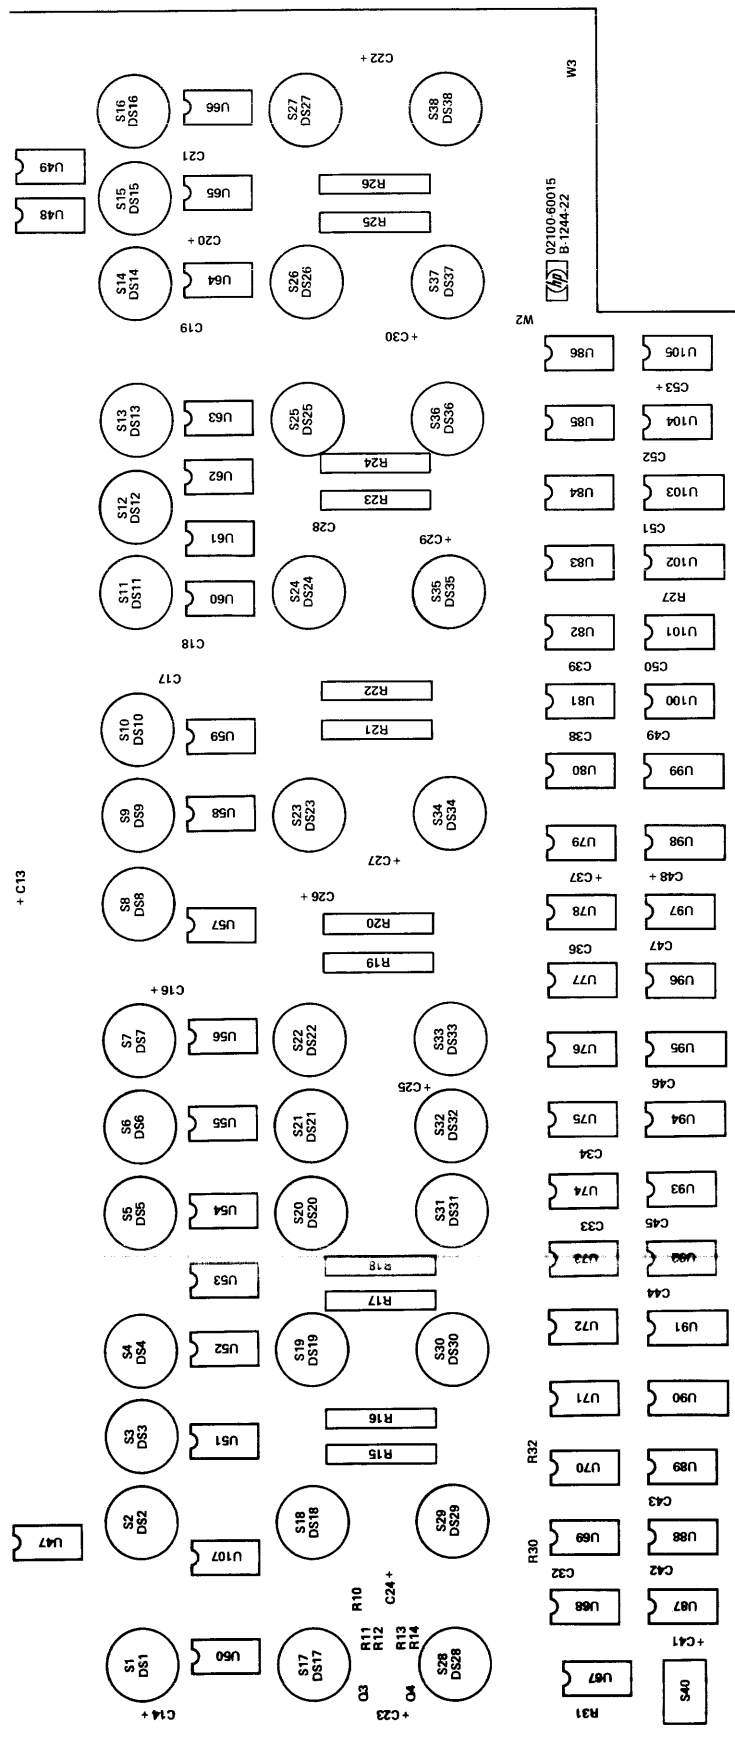 C22 +
W3
S16
DS16
U66
S27
DS27
S38
DS38
C21
U49
R26
S15
DS15
U65
U48
R25
C20 +
hp
02100-60015
B-1244-22
S14
DS14
U64
S26
DS26
S37
DS37
C19
W2
+ C30
U86
U105
C53 +
S13
DS13
U63
S25
DS25
S36
DS36
U85
U104
C52
R24
U62
U84
U103
R23
S12
DS12
C28
C51
U61
+ C29
U83
U102
S11
DS11
U60
S24
DS24
S35
DS35
R27
U82
U101
C18
C39
C50
C17
R22
U81
U100
S10
DS10
U59
R21
C38
C49
U80
U99
S9
DS9
U58
S23
DS23
S34
DS34
U79
U98
+ C27
+ C37
C48 +
+ C13
+ C26
S8
DS8
U57
R20
U78
U97
C36
C47
R19
U77
U96
+ C16
S7
DS7
U56
S22
DS22
S33
DS33
U76
U95
+ C25
C46
S6
DS6
U55
S21
DS21
S32
DS32
U75
U94
C34
U74
U93
S5
DS5
U54
S20
DS20
S31
DS31
C33
C45
U73
U92
R18
U53
C44
R17
U72
U91
S4
DS4
U52
S19
DS19
S30
DS30
U71
U90
R16
S3
DS3
U51
R15
R32
U70
U89
C43
S2
DS2
S18
DS18
S29
DS29
U47
U69
U88
U107
R30
C32
C42
R10
C24 +
U68
U87
R11
R12
R13
R14
+ C41
S1
DS1
U50
S17
DS17
S28
DS28
U67
S40
Q3
Q4
R31
C14 +
+ C23